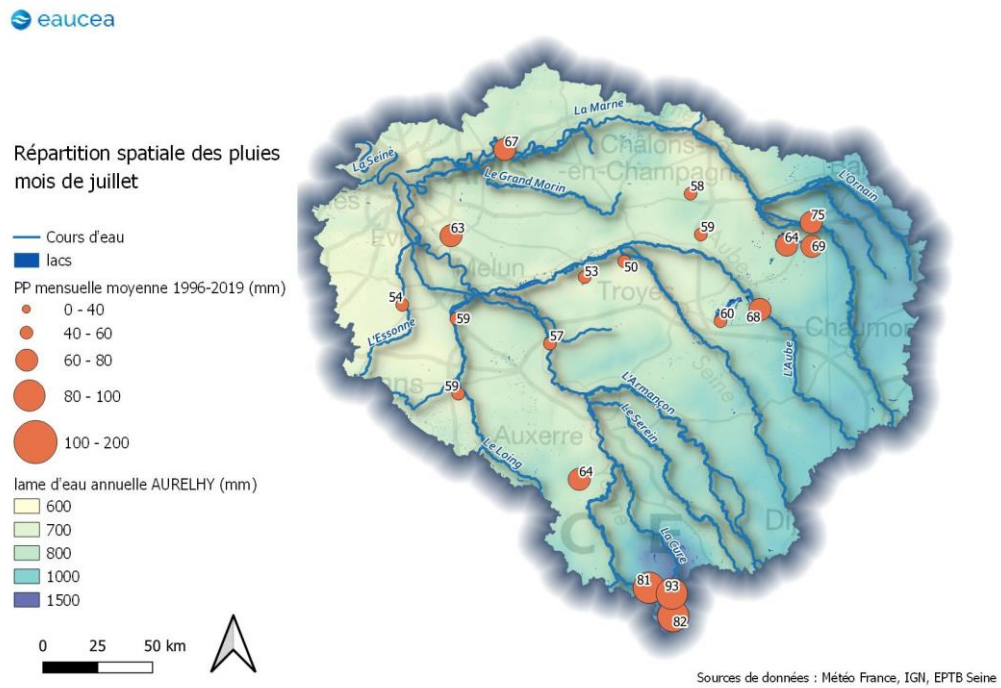 eaucea
Répartition spatiale des pluies
mois de juillet
Cours d'eau
lacs
PP mensuelle moyenne 1996-2019 (mm)
0 - 40
40 - 60
60 - 80
80 - 100
100 - 200
lame d'eau annuelle AURELHY (mm)
600
700
800
1000
1500
0 25 50 km
La Marne
67
La Seine
Chalons-
en-Champagne
Le Grand Morin
L'Ornain
58
75
63
59
64
69
Melun
53
50
Troyes
Aube
54
59
60
68
Chaumon
L'Essonne
57
Seine
L'Aube
59
L'Armançon
Le Serein
Auxerre
Le Loing
64
La Cure
81
93
82
Sources de données : Météo France, IGN, EPTB Seine